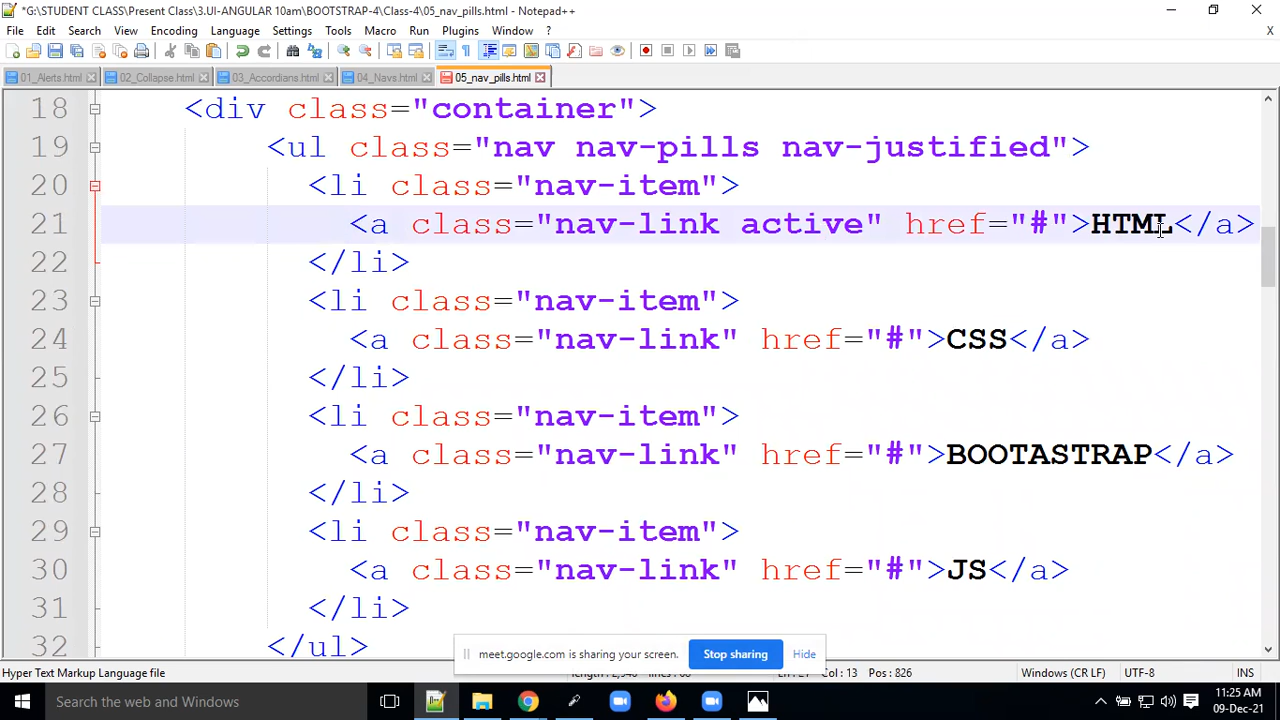 *G:\STUDENT CLASS\Present Class\3.UI-ANGULAR 10am\BOOTSTRAP-4\Class-4\05_nav_pills.html - Notepad++
File Edit Search View Encoding Language Settings Tools Macro Run Plugins Window ? X
01_Alerts.html 02_Collapse.html 03_Accordians.html 04_Navs.html 05_nav_pills.html
18 <div class="container">
19 <ul class="nav nav-pills nav-justified">
20 <li class="nav-item">
21 <a class="nav-link active" href="#">HTML</a>
22 </li>
23 <li class="nav-item">
24 <a class="nav-link" href="#">CSS</a>
25 </li>
26 <li class="nav-item">
27 <a class="nav-link" href="#">BOOTASTRAP</a>
28 </li>
29 <li class="nav-item">
30 <a class="nav-link" href="#">JS</a>
31 </li>
32 </ul>
meet.google.com is sharing your screen. Stop sharing Hide
Hyper Text Markup Language file Col : 13 Pos : 826 Windows (CR LF) UTF-8 INS
Search the web and Windows
11:25 AM
09-Dec-21